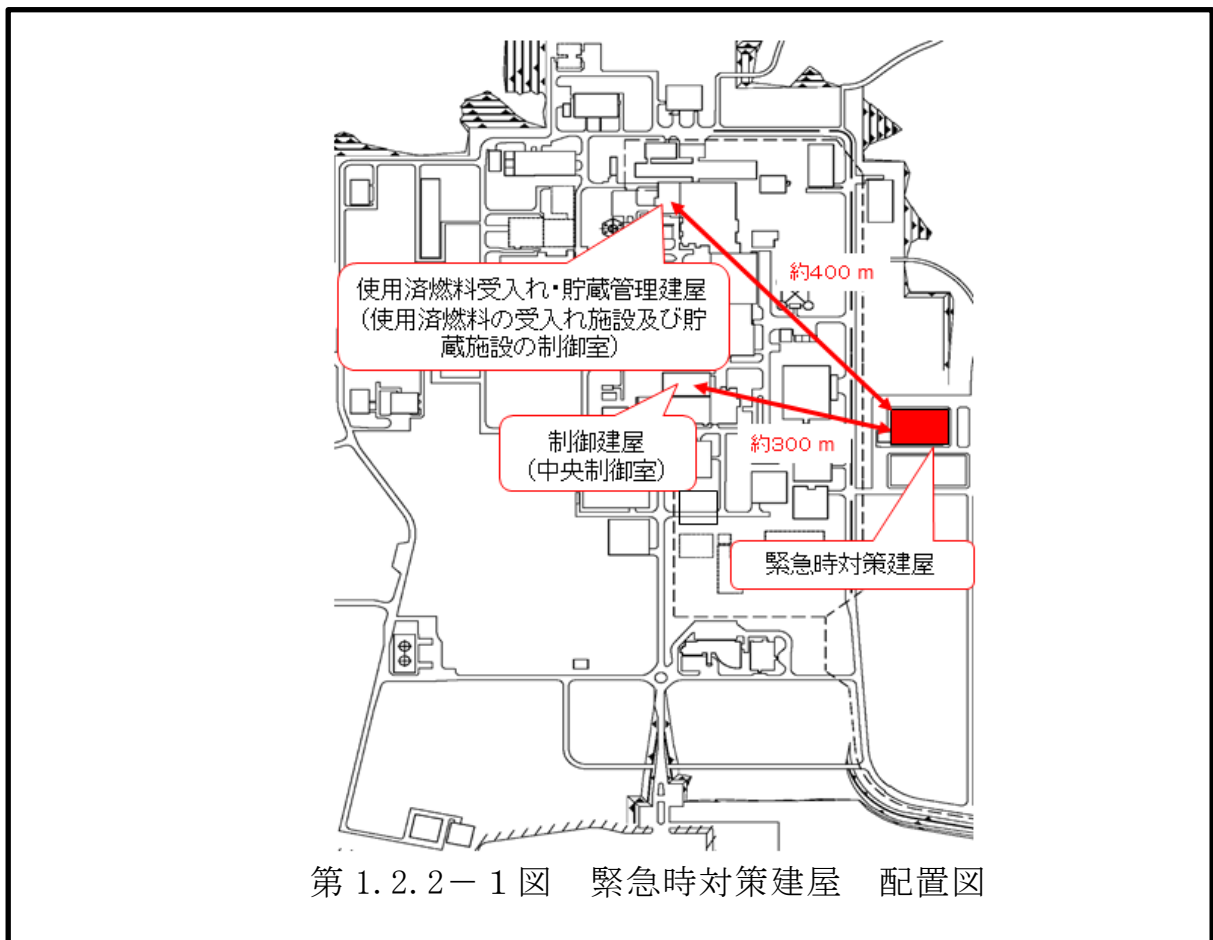 約400 m
使用済燃料受入れ・貯蔵管理建屋
（使用済燃料の受入れ施設及び貯
蔵施設の制御室）
制御建屋
（中央制御室）
約300 m
緊急時対策建屋
第1.2.2－1図　緊急時対策建屋　配置図